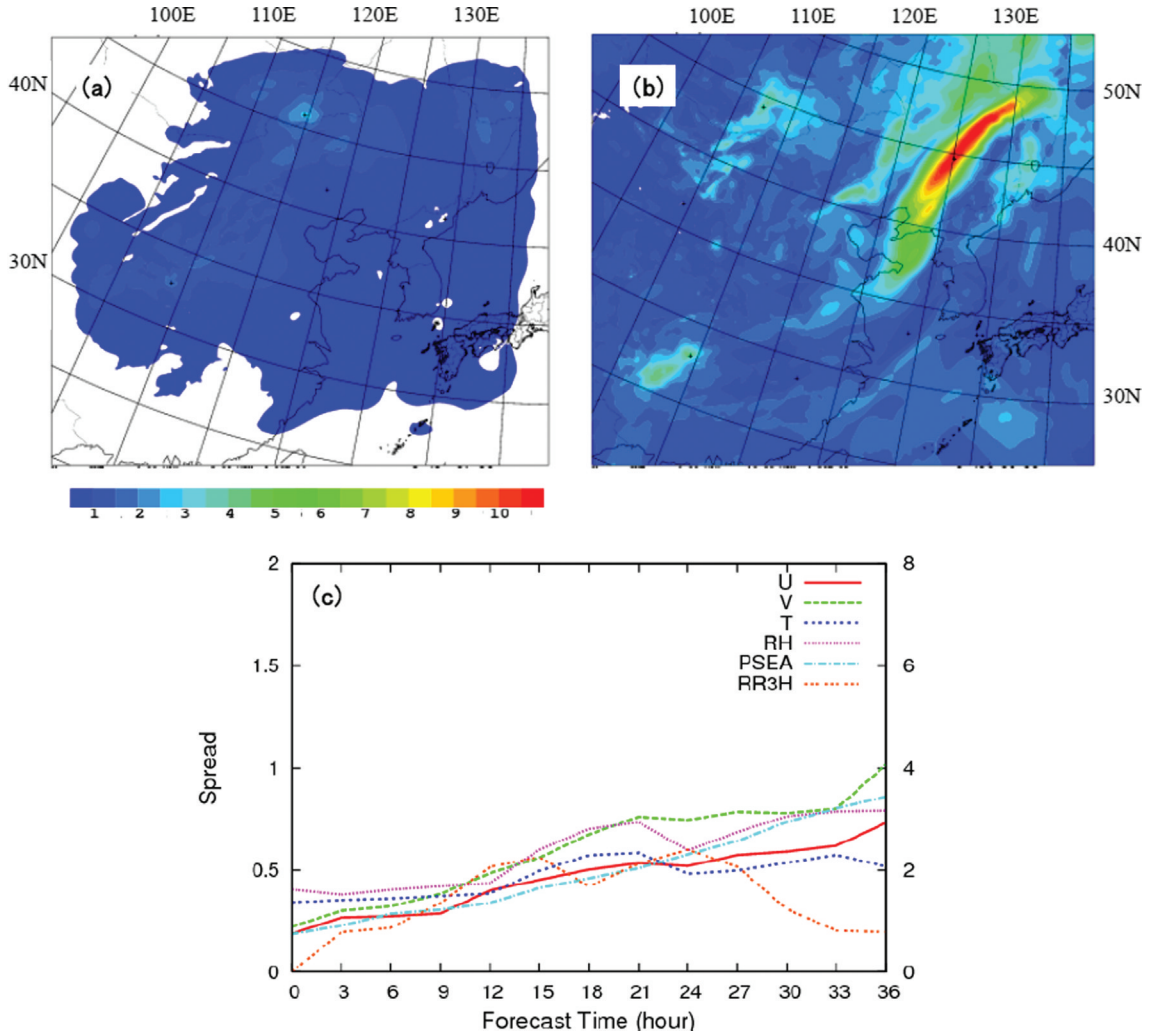 100E 110E 120E 130E
100E 110E 120E 130E
(a)
40N
30N
0
(b)
50N
40N
30N
0
1 2 3 4 5 6 7 8 9 10
(c)
2
1.5
1
0.5
0
8
6
4
2
0
U
V
T
RH
PSEA
RR3H
Spread
0 3 6 9 12 15 18 21 24 27 30 33 36
Forecast Time (hour)